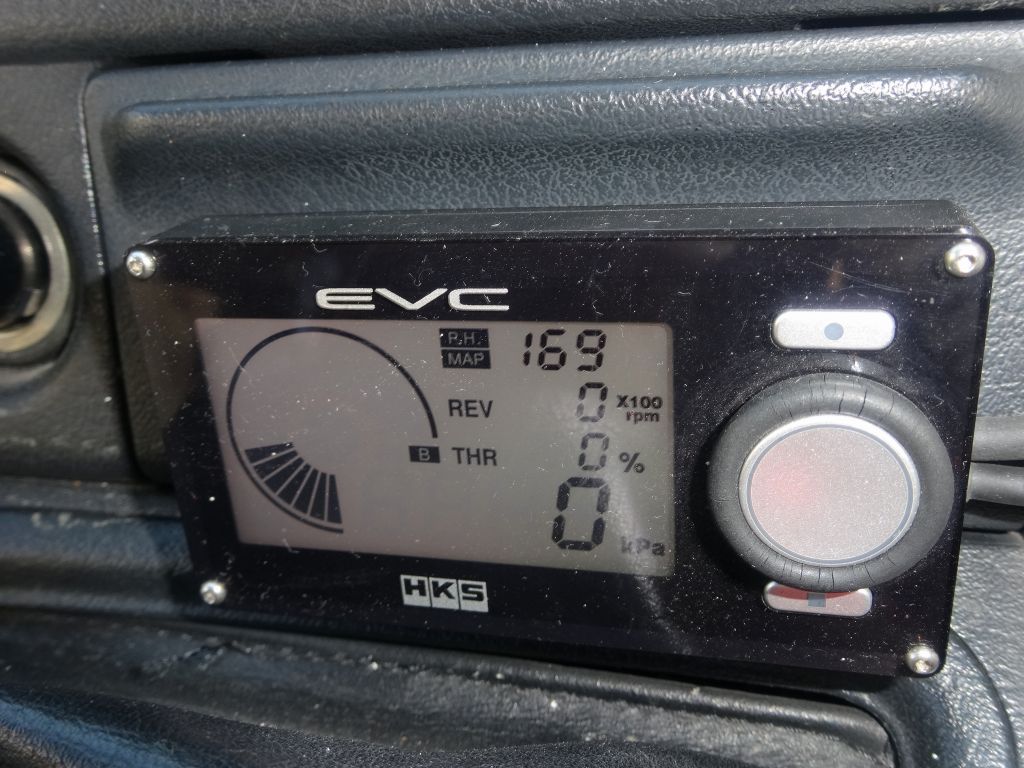 EVC
P.H. 169
MAP
REV 0 X100 rpm
B THR 0 %
0 kPa
HKS